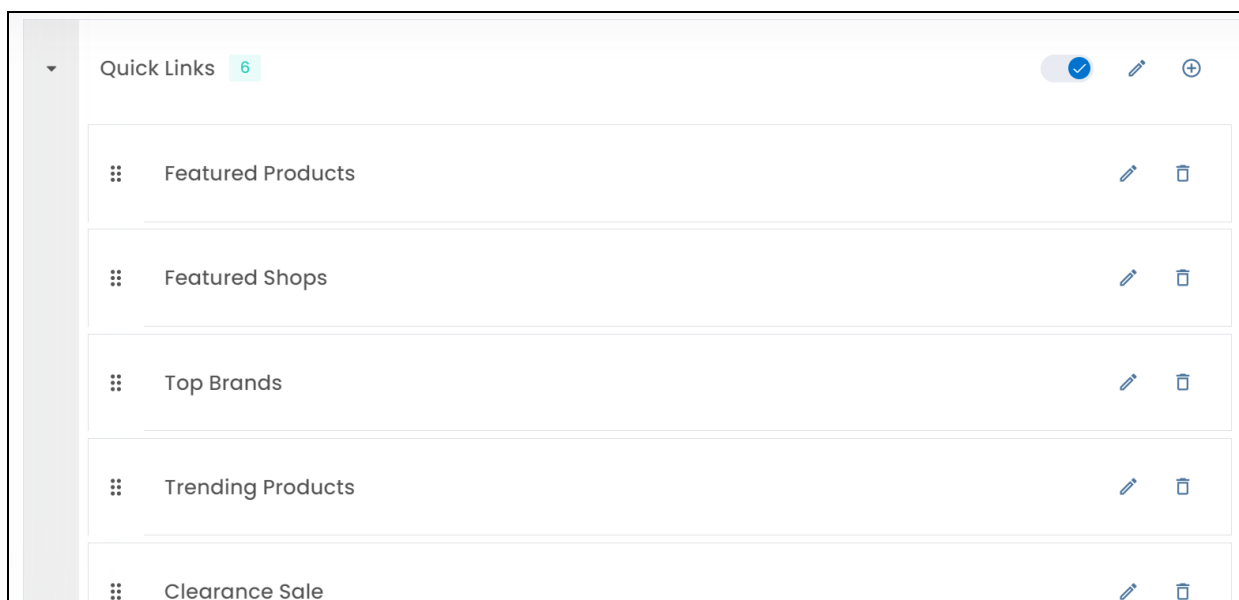 Quick Links 6
Featured Products
Featured Shops
Top Brands
Trending Products
Clearance Sale